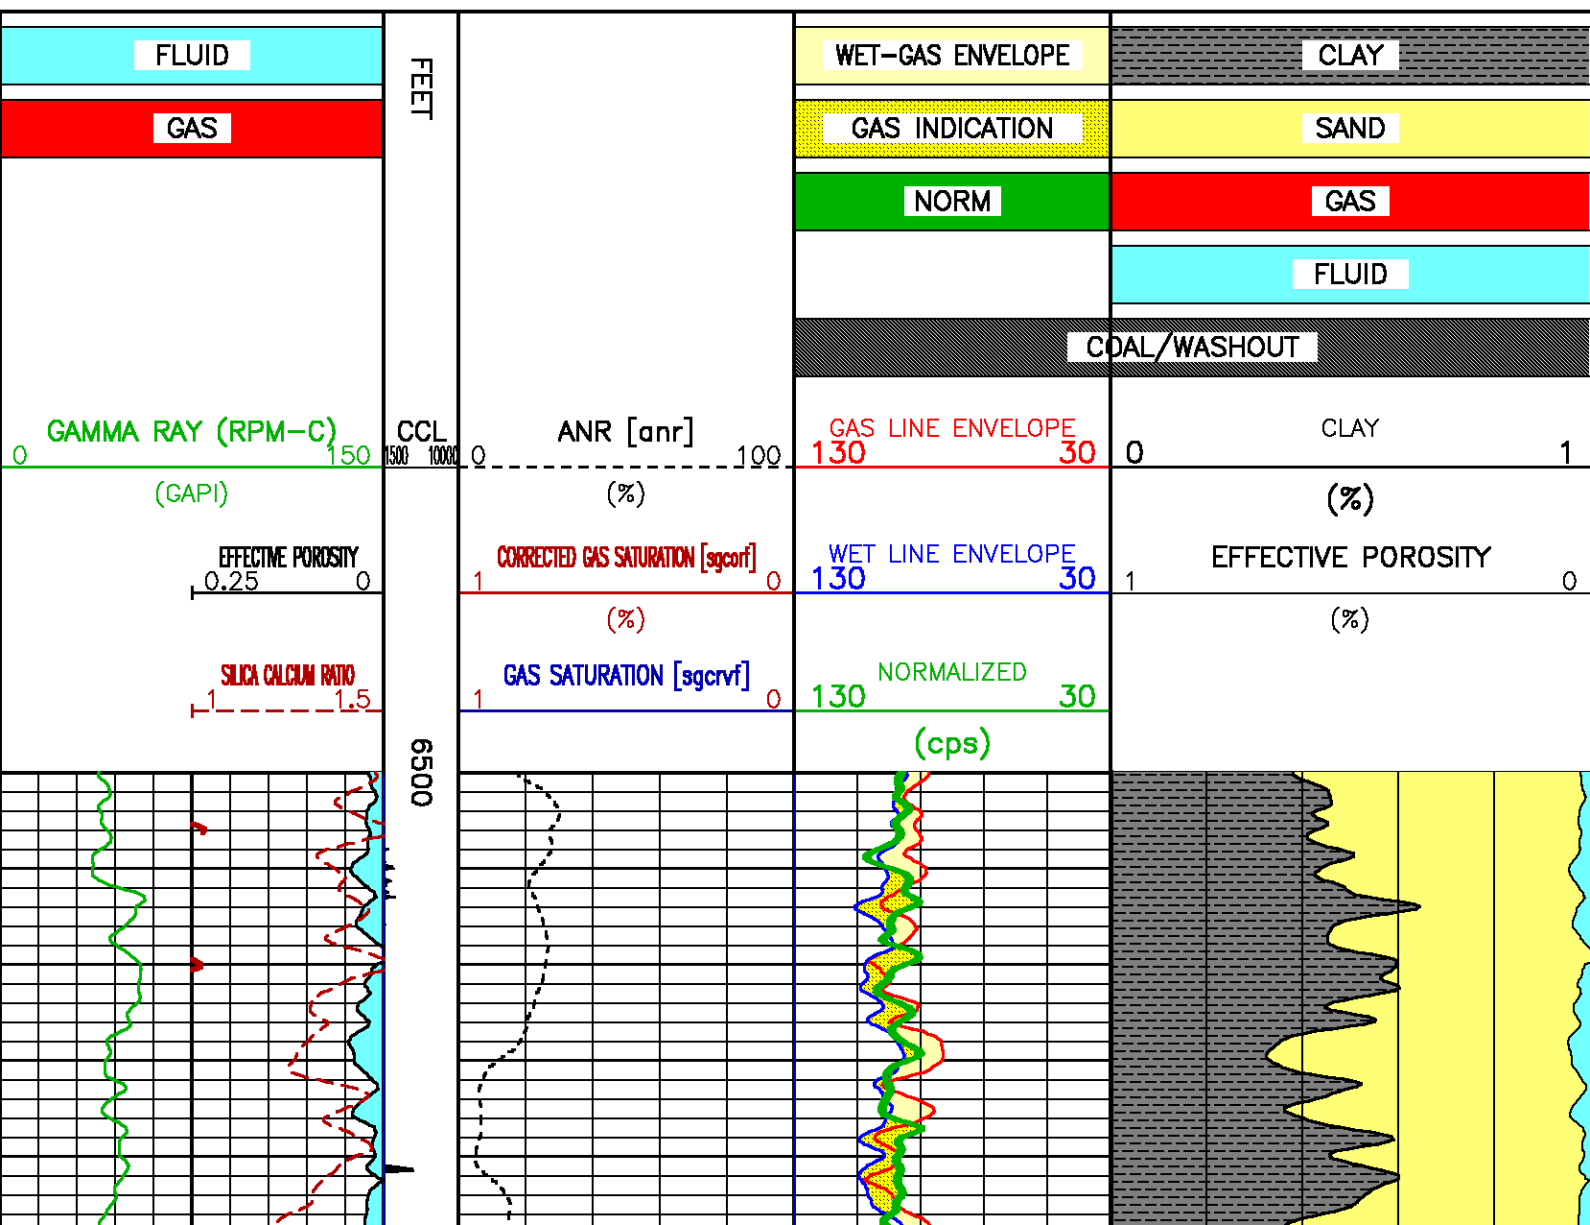 FLUID
GAS
GAMMA RAY (RPM-C)
0 150
(GAPI)
EFFECTIVE POROSITY
0.25 0
SILICA CALCIUM RATIO
1 1.5
FEET
CCL
1500 10000
6500
ANR [anr]
0 100
(%)
CORRECTED GAS SATURATION [sgcorf]
1 0
(%)
GAS SATURATION [sgcrvf]
1 0
WET-GAS ENVELOPE
GAS INDICATION
NORM
COAL/WASHOUT
GAS LINE ENVELOPE
130 30
WET LINE ENVELOPE
130 30
NORMALIZED
130 30
(cps)
CLAY
SAND
GAS
FLUID
CLAY
0 1
(%)
EFFECTIVE POROSITY
1 0
(%)